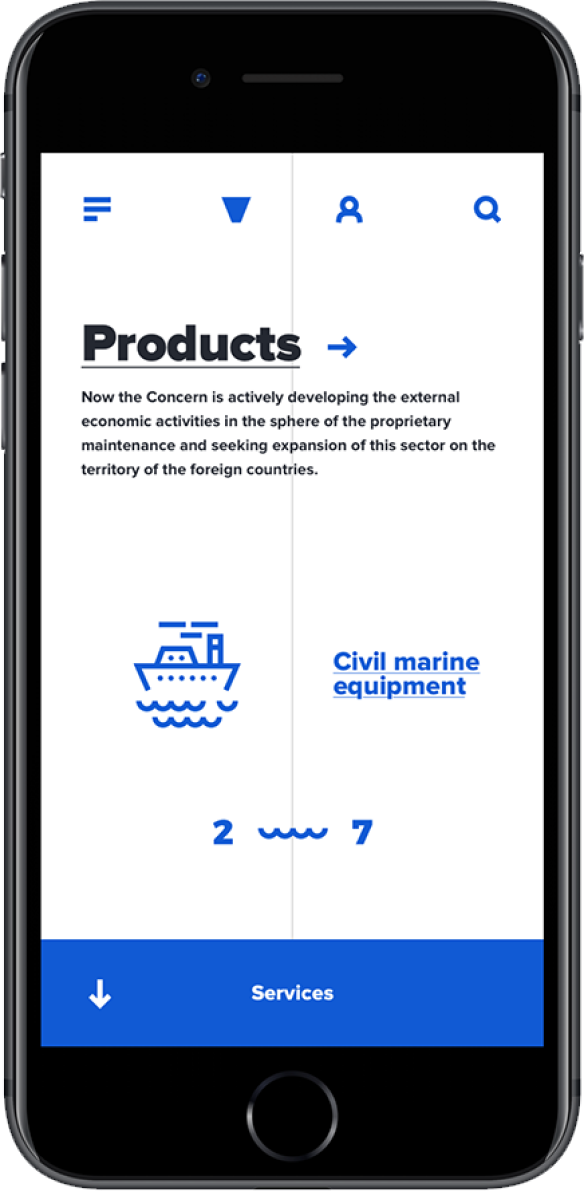 Products
Now the Concern is actively developing the external
economic activities in the sphere of the proprietary
maintenance and seeking expansion of this sector on the
territory of the foreign countries.
Civil marine
equipment
2 7
Services